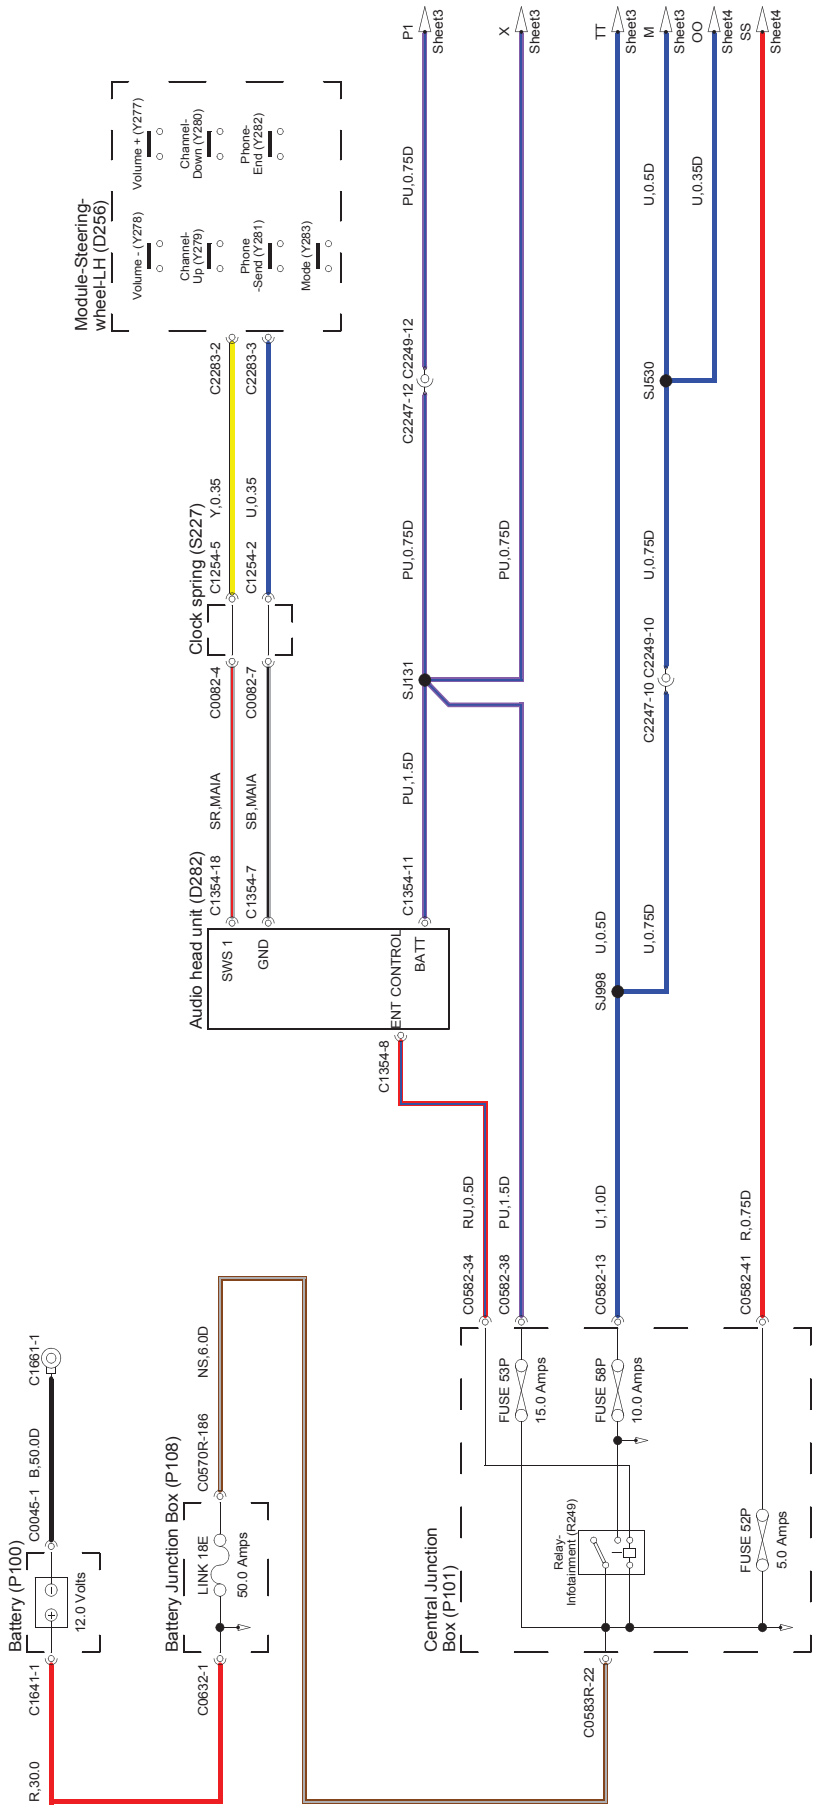 Battery (P100)
C1641-1
R,30.0
12.0 Volts
C0045-1
B,50.0D
C1661-1
Battery Junction Box (P108)
C0632-1
LINK 18E
50.0 Amps
C0570R-186
NS,6.0D
Central Junction
Box (P101)
C0583R-22
Relay-
Infotainment (R249)
FUSE 53P
15.0 Amps
FUSE 58P
10.0 Amps
FUSE 52P
5.0 Amps
C0582-34
RU,0.5D
C0582-38
PU,1.5D
C0582-13
U,1.0D
C0582-41
R,0.75D
Audio head unit (D282)
SWS 1
GND
ENT CONTROL
BATT
C1354-8
C1354-18
SR,MAIA
C0082-4
C1354-7
SB,MAIA
C0082-7
C1354-11
PU,1.5D
SJ131
Clock spring (S227)
C1254-5
Y,0.35
C2283-2
C1254-2
U,0.35
C2283-3
Module-Steering-
wheel-LH (D256)
Volume - (Y278)
Volume + (Y277)
Channel-
Up (Y279)
Channel-
Down (Y280)
Phone
-Send (Y281)
Phone-
End (Y282)
Mode (Y283)
PU,0.75D
C2247-12
C2249-12
PU,0.75D
P1
Sheet3
PU,0.75D
X
Sheet3
SJ998
U,0.5D
TT
Sheet3
U,0.75D
C2247-10
C2249-10
U,0.75D
SJ530
U,0.5D
M
Sheet3
U,0.35D
OO
Sheet4
SS
Sheet4